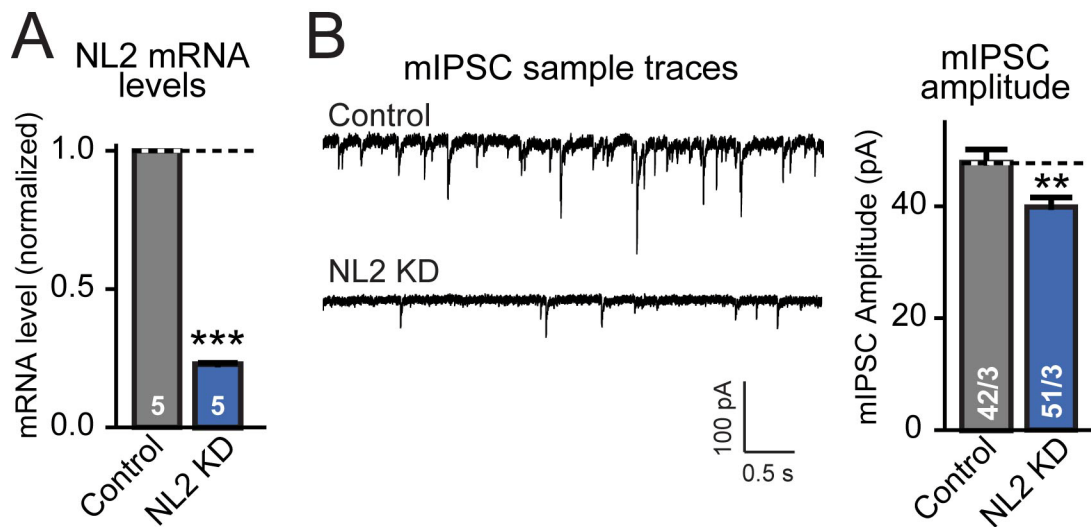 A
NL2 mRNA
levels
mRNA level (normalized)
1.0
0.5
0.0
***
5
5
Control
NL2 KD
B
mIPSC sample traces
Control
NL2 KD
100 pA
0.5 s
mIPSC
amplitude
mIPSC Amplitude (pA)
40
20
0
**
42/3
51/3
Control
NL2 KD